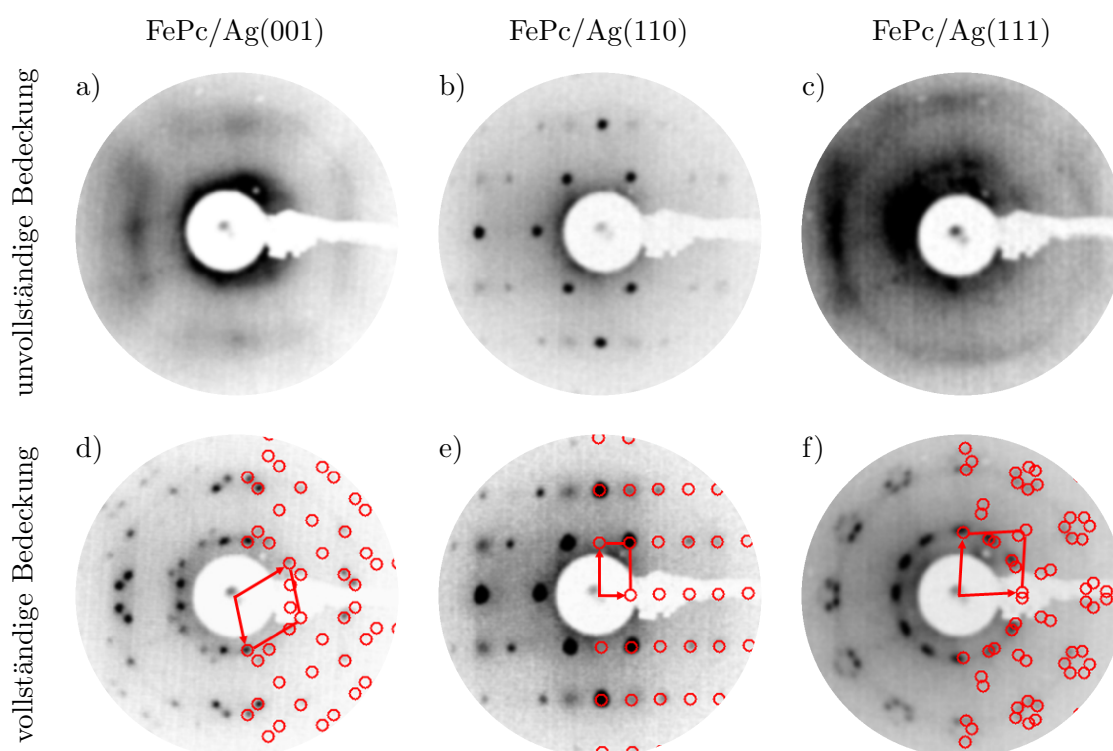 FePc/Ag(001)
FePc/Ag(110)
FePc/Ag(111)
unvollständige Bedeckung
a)
b)
c)
vollständige Bedeckung
d)
e)
f)